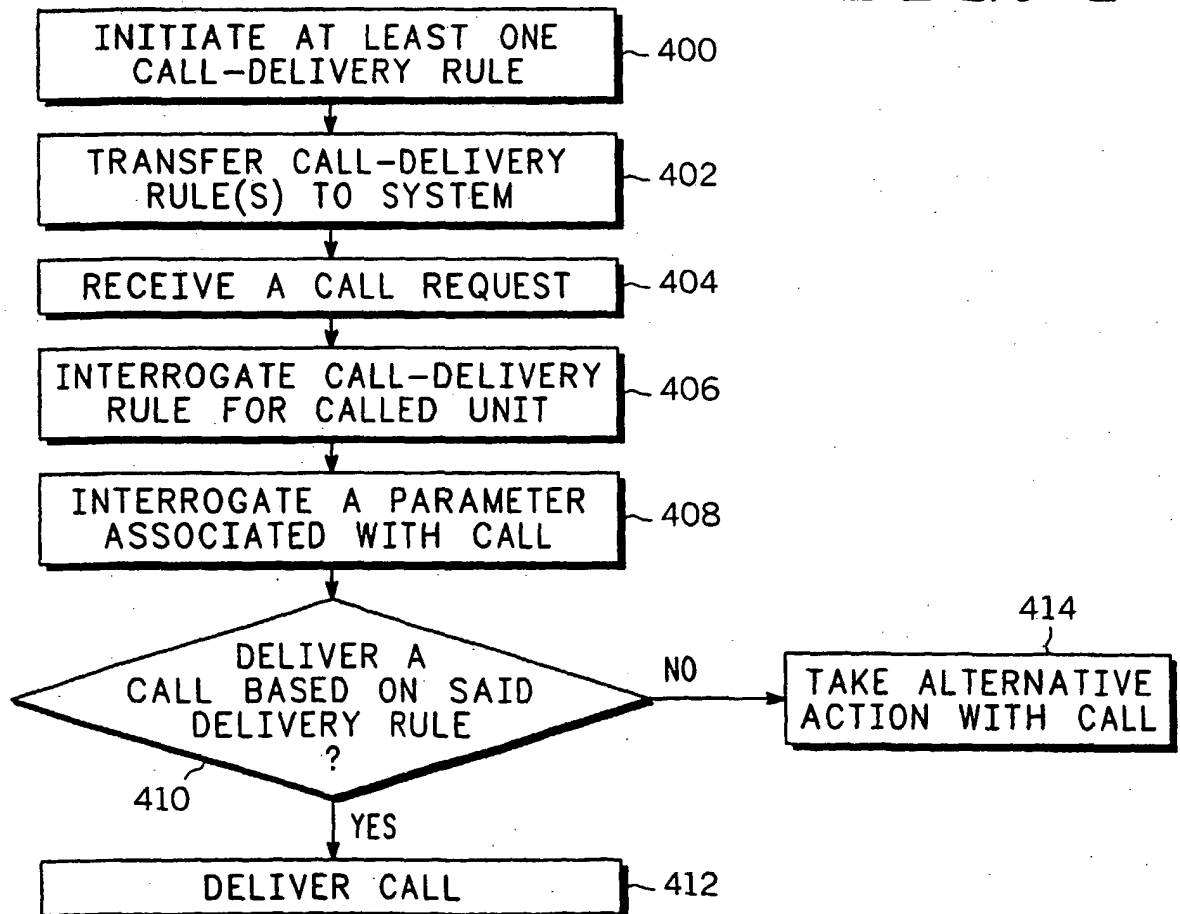 INITIATE AT LEAST ONE
CALL-DELIVERY RULE
400
TRANSFER CALL-DELIVERY
RULE(S) TO SYSTEM
402
RECEIVE A CALL REQUEST
404
INTERROGATE CALL-DELIVERY
RULE FOR CALLED UNIT
406
INTERROGATE A PARAMETER
ASSOCIATED WITH CALL
408
DELIVER A
CALL BASED ON SAID
DELIVERY RULE
?
410
NO
414
TAKE ALTERNATIVE
ACTION WITH CALL
YES
DELIVER CALL
412